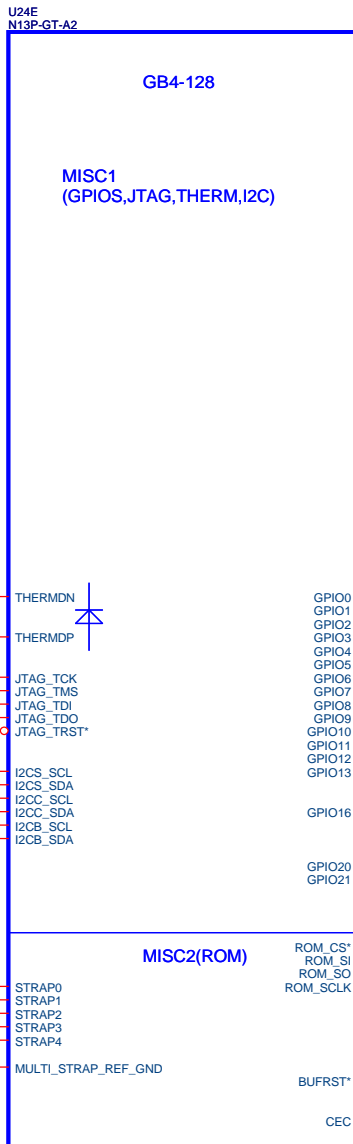 U24E
N13P-GT-A2
GB4-128
MISC1
(GPIOS,JTAG,THERM,I2C)
THERMDN
THERMDP
JTAG_TCK
JTAG_TMS
JTAG_TDI
JTAG_TDO
JTAG_TRST*
I2CS_SCL
I2CS_SDA
I2CC_SCL
I2CC_SDA
I2CB_SCL
I2CB_SDA
GPIO0
GPIO1
GPIO2
GPIO3
GPIO4
GPIO5
GPIO6
GPIO7
GPIO8
GPIO9
GPIO10
GPIO11
GPIO12
GPIO13
GPIO16
GPIO20
GPIO21
MISC2(ROM)
STRAP0
STRAP1
STRAP2
STRAP3
STRAP4
MULTI_STRAP_REF_GND
ROM_CS*
ROM_SI
ROM_SO
ROM_SCLK
BUFRST*
CEC